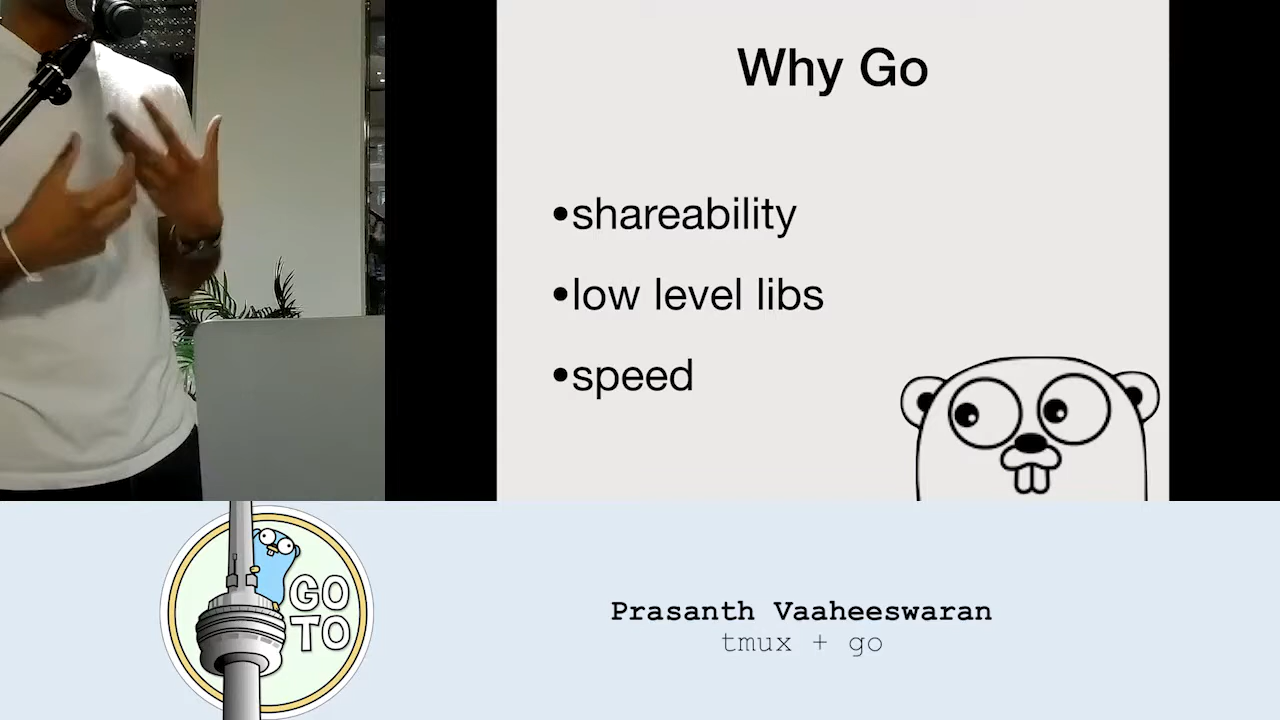 Why Go
•shareability
•low level libs
•speed
GO
TO
Prasanth Vaaheeswaran
tmux + go